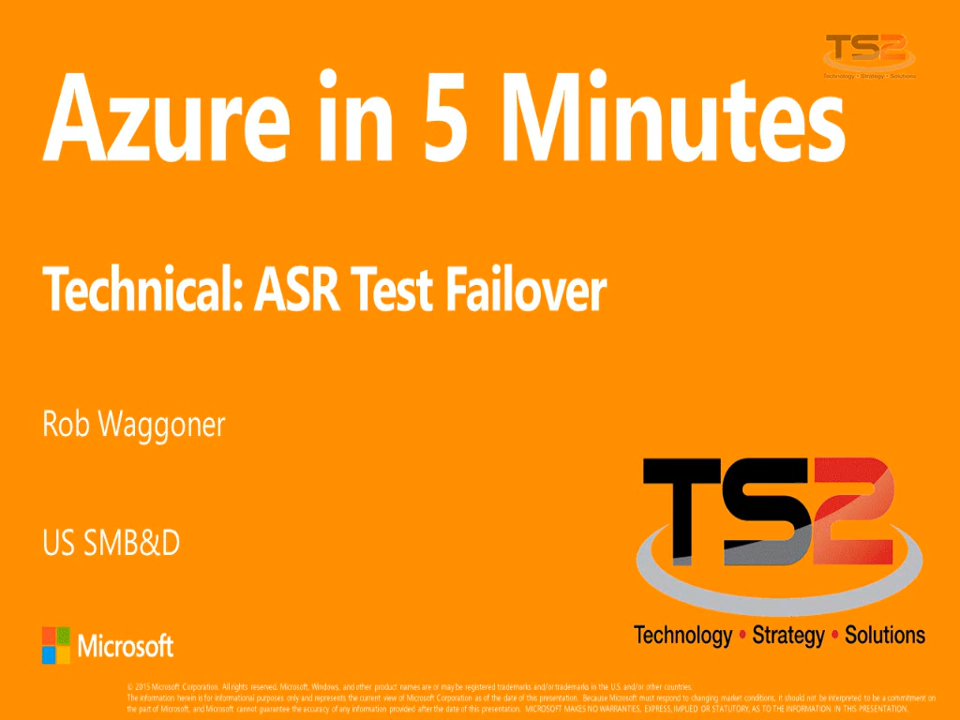 TS2
Technology • Strategy • Solutions
Azure in 5 Minutes
Technical: ASR Test Failover
Rob Waggoner
US SMB&D
TS2
Technology • Strategy • Solutions
Microsoft
© 2015 Microsoft Corporation. All rights reserved. Microsoft, Windows, and other product names are or may be registered trademarks and/or trademarks in the U.S. and/or other countries.
The information herein is for informational purposes only and represents the current view of Microsoft Corporation as of the date of this presentation. Because Microsoft must respond to changing market conditions, it should not be interpreted to be a commitment on
the part of Microsoft, and Microsoft cannot guarantee the accuracy of any information provided after the date of this presentation. MICROSOFT MAKES NO WARRANTIES, EXPRESS, IMPLIED OR STATUTORY, AS TO THE INFORMATION IN THIS PRESENTATION.